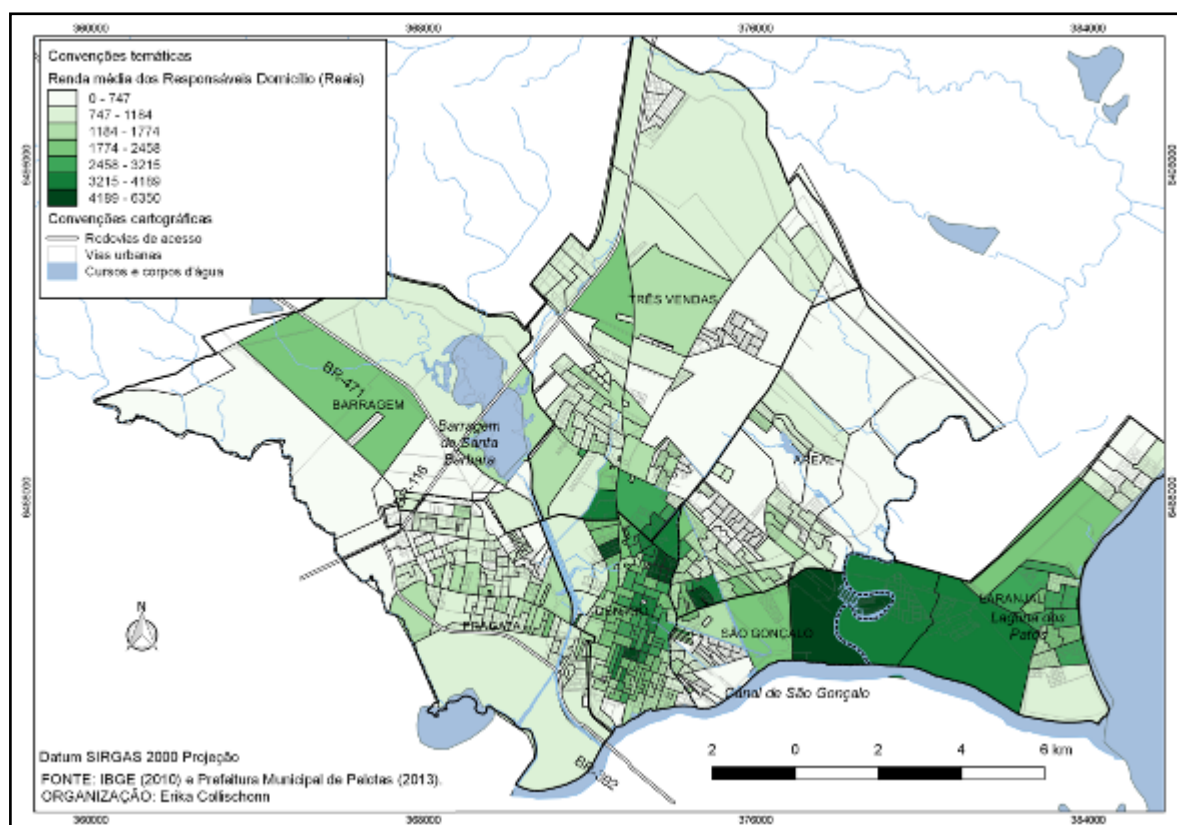 360000 368000 376000 384000
Convenções temáticas
Renda média dos Responsáveis Domicílio (Reais)
0 - 747
747 - 1184
1184 - 1774
1774 - 2458
2458 - 3215
3215 - 4189
4189 - 6350
Convenções cartográficas
Rodovias de acesso
Vias urbanas
Cursos e corpos d'água
TRÊS VENDAS
BR-471
BARRAGEM
Barragem
de Santa
Bárbara
BR-116
AREAL
CENTRO
FRAGATA
SÃO GONÇALO
LARANJAL
Laguna dos
Patos
Canal de São Gonçalo
BR-392
N
2 0 2 4 6 km
Datum SIRGAS 2000 Projeção
FONTE: IBGE (2010) e Prefeitura Municipal de Pelotas (2013).
ORGANIZAÇÃO: Erika Collischonn
360000 368000 376000 384000